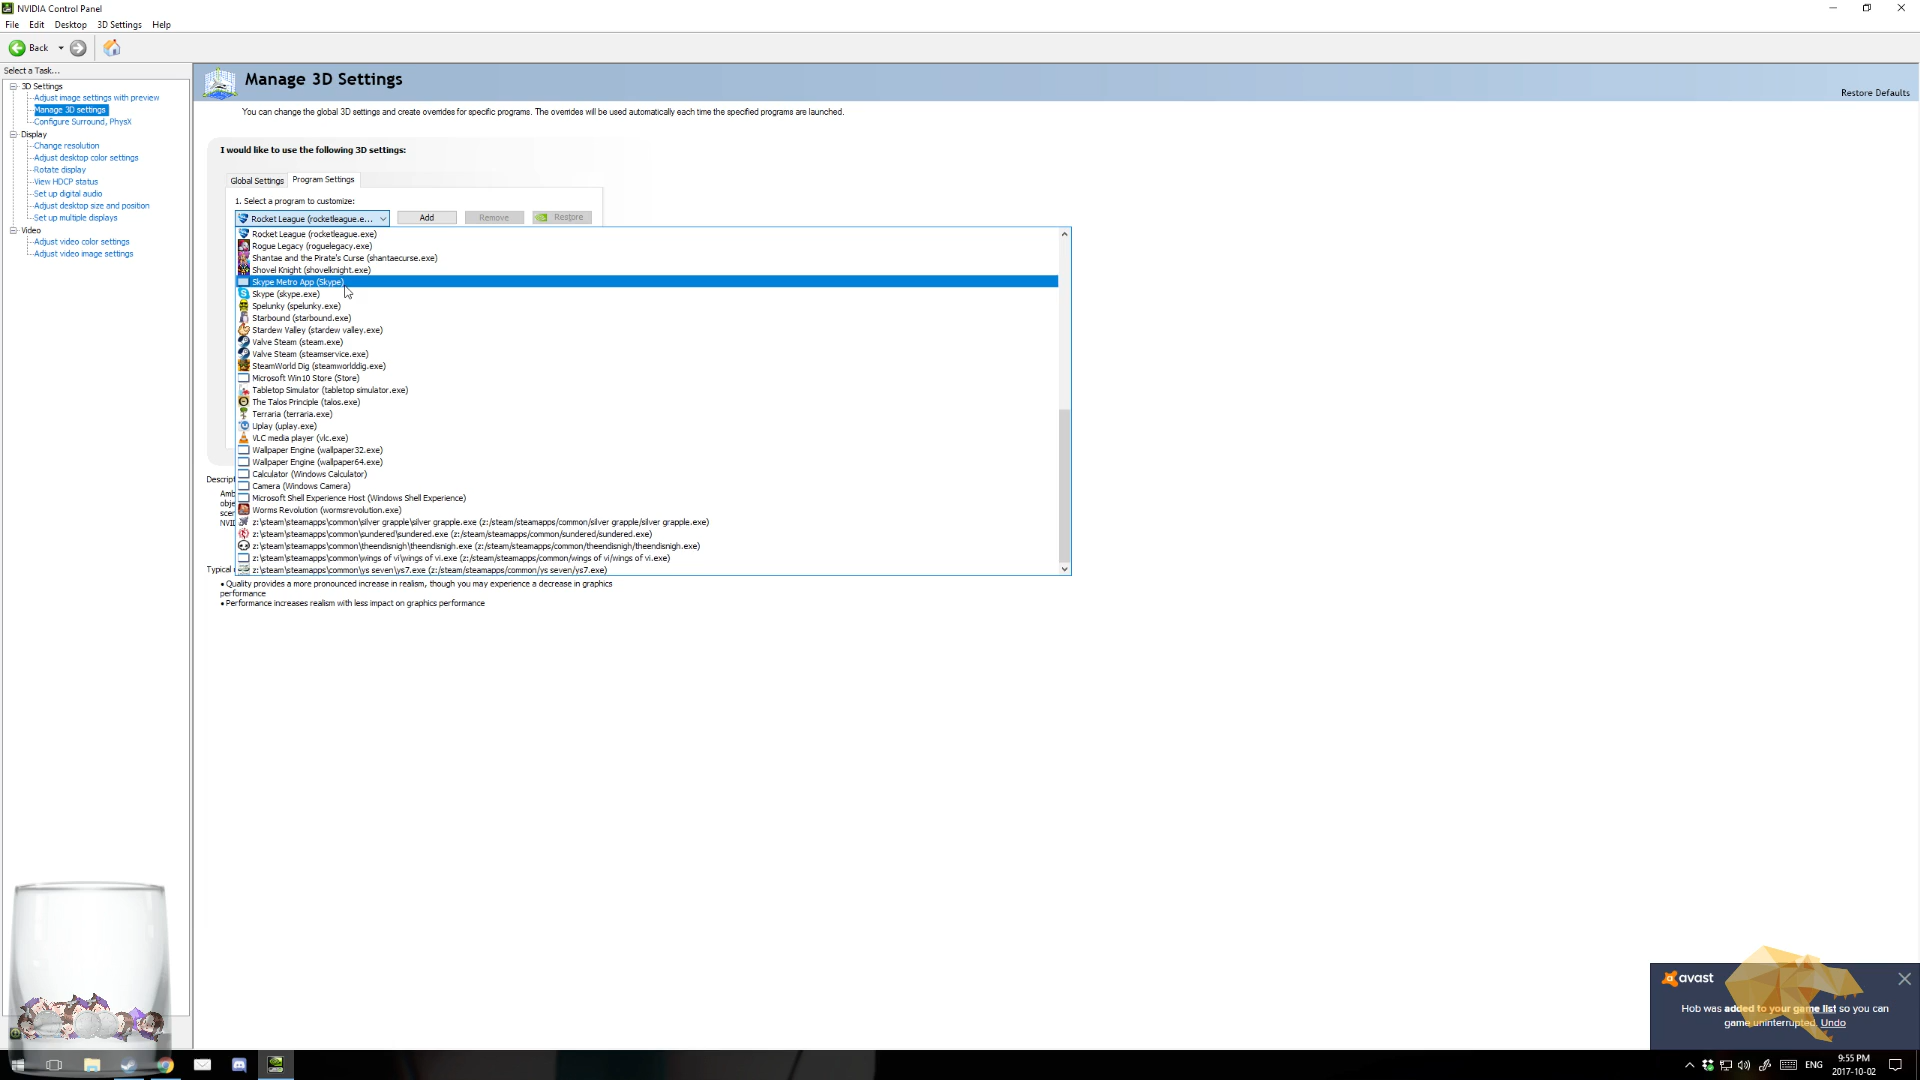 NVIDIA Control Panel
File Edit Desktop 3D Settings Help
Back
Select a Task...
3D Settings
Adjust image settings with preview
Manage 3D settings
Configure Surround, PhysX
Display
Change resolution
Adjust desktop color settings
Rotate display
View HDCP status
Set up digital audio
Adjust desktop size and position
Set up multiple displays
Video
Adjust video color settings
Adjust video image settings
Manage 3D Settings
Restore Defaults
You can change the global 3D settings and create overrides for specific programs. The overrides will be used automatically each time the specified programs are launched.
I would like to use the following 3D settings:
Global Settings Program Settings
1. Select a program to customize:
Rocket League (rocketleague.e... Add Remove Restore
Rocket League (rocketleague.exe)
Rogue Legacy (roguelegacy.exe)
Shantae and the Pirate's Curse (shantaecurse.exe)
Shovel Knight (shovelknight.exe)
Skype Metro App (Skype)
Skype (skype.exe)
Spelunky (spelunky.exe)
Starbound (starbound.exe)
Stardew Valley (stardew valley.exe)
Valve Steam (steam.exe)
Valve Steam (steamservice.exe)
SteamWorld Dig (steamworlddig.exe)
Microsoft Win10 Store (Store)
Tabletop Simulator (tabletop simulator.exe)
The Talos Principle (talos.exe)
Terraria (terraria.exe)
Uplay (uplay.exe)
VLC media player (vlc.exe)
Wallpaper Engine (wallpaper32.exe)
Wallpaper Engine (wallpaper64.exe)
Calculator (Windows Calculator)
Camera (Windows Camera)
Microsoft Shell Experience Host (Windows Shell Experience)
Worms Revolution (wormsrevolution.exe)
z:\steam\steamapps\common\silver grapple\silver grapple.exe (z:/steam/steamapps/common/silver grapple/silver grapple.exe)
z:\steam\steamapps\common\sundered\sundered.exe (z:/steam/steamapps/common/sundered/sundered.exe)
z:\steam\steamapps\common\theendisnigh\theendisnigh.exe (z:/steam/steamapps/common/theendisnigh/theendisnigh.exe)
z:\steam\steamapps\common\wings of vi\wings of vi.exe (z:/steam/steamapps/common/wings of vi/wings of vi.exe)
z:\steam\steamapps\common\ys seven\ys7.exe (z:/steam/steamapps/common/ys seven/ys7.exe)
Descript
Amb
obje
scer
NVID
Typical
• Quality provides a more pronounced increase in realism, though you may experience a decrease in graphics
performance
• Performance increases realism with less impact on graphics performance
avast
Hob was added to your game list so you can
game uninterrupted. Undo
ENG
9:55 PM
2017-10-02